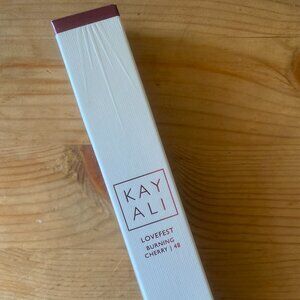 KAY
ALI
LOVEFEST
BURNING
CHERRY | 48